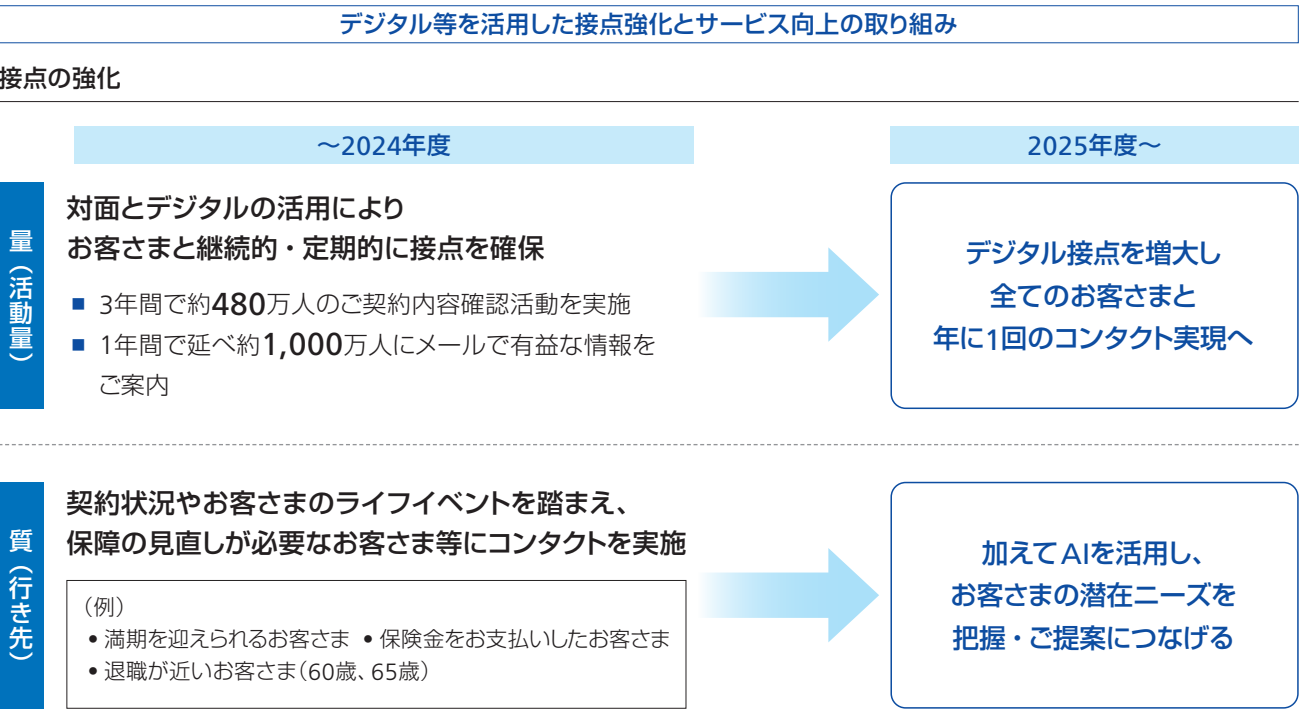 デジタル等を活用した接点強化とサービス向上の取り組み
接点の強化
～2024年度
2025年度～
量（活動量）
対面とデジタルの活用により
お客さまと継続的・定期的に接点を確保
■ 3年間で約480万人のご契約内容確認活動を実施
■ 1年間で延べ約1,000万人にメールで有益な情報を
ご案内
デジタル接点を増大し
全てのお客さまと
年に1回のコンタクト実現へ
質（行き先）
契約状況やお客さまのライフイベントを踏まえ、
保障の見直しが必要なお客さま等にコンタクトを実施
（例）
• 満期を迎えられるお客さま • 保険金をお支払いしたお客さま
• 退職が近いお客さま（60歳、65歳）
加えてAIを活用し、
お客さまの潜在ニーズを
把握・ご提案につなげる